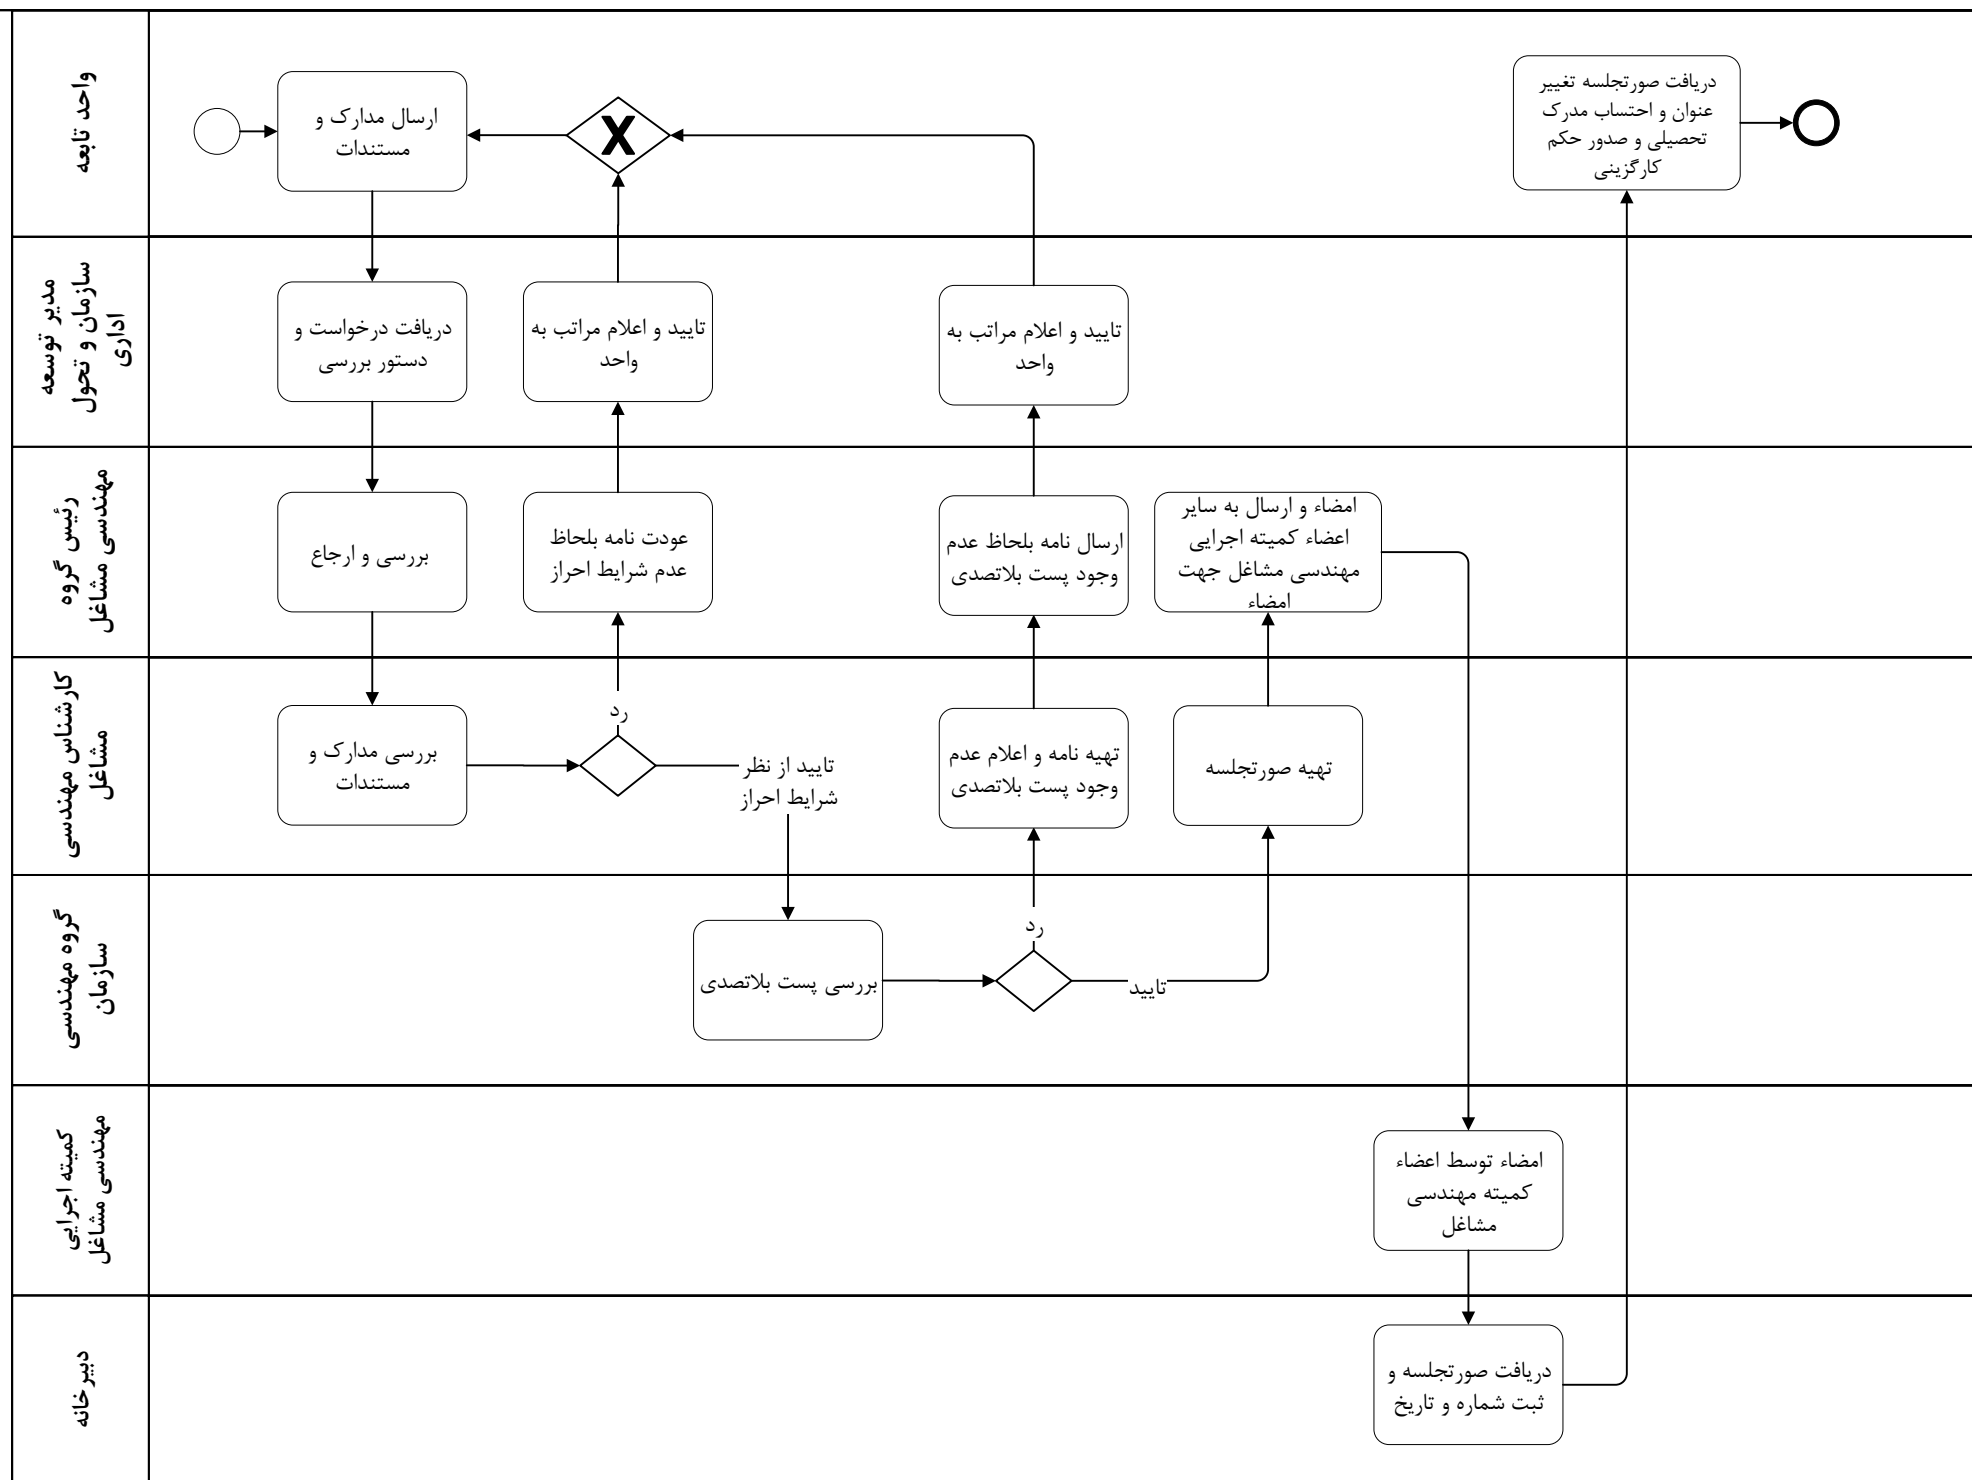 واحد تابعه
ارسال مدارک و
مستندات
X
دریافت صورتجلسه تغییر
عنوان و احتساب مدرک
تحصیلی و صدور حکم
کارگزینی
مدیر توسعه
سازمان و تحول
اداری
دریافت درخواست و
دستور بررسی
تایید و اعلام مراتب به
واحد
تایید و اعلام مراتب به
واحد
رئیس گروه
مهندسی مشاغل
بررسی و ارجاع
عودت نامه بلحاظ
عدم شرایط احراز
ارسال نامه بلحاظ عدم
وجود پست بلاتصدی
امضاء و ارسال به سایر
اعضاء کمیته اجرایی
مهندسی مشاغل جهت
امضاء
کارشناس مهندسی
مشاغل
بررسی مدارک و
مستندات
رد
تایید از نظر
شرایط احراز
تهیه نامه و اعلام عدم
وجود پست بلاتصدی
تهیه صورتجلسه
گروه مهندسی
سازمان
بررسی پست بلاتصدی
رد
تایید
کمیته اجرایی
مهندسی مشاغل
امضاء توسط اعضاء
کمیته مهندسی
مشاغل
دبیرخانه
دریافت صورتجلسه و
ثبت شماره و تاریخ